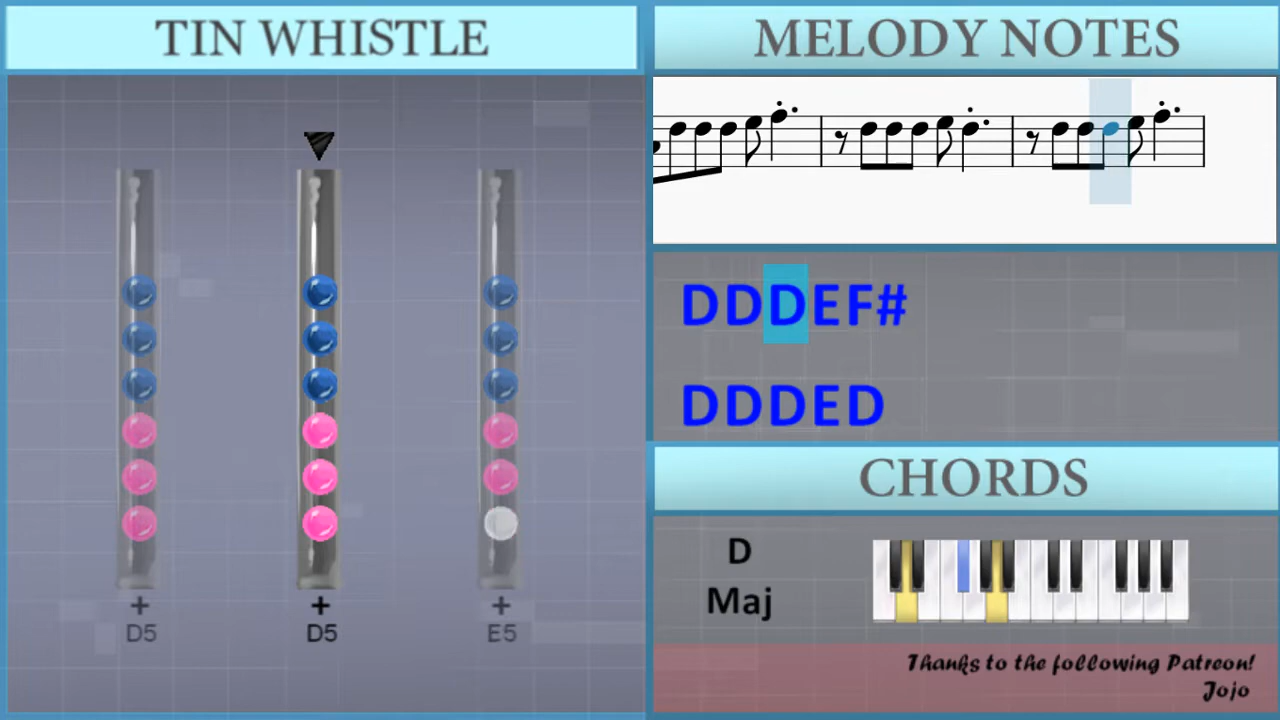 TIN WHISTLE
+ + +
D5 D5 E5
MELODY NOTES
DDDEF#
DDDED
CHORDS
D
Maj
Thanks to the following Patreon!
Jojo